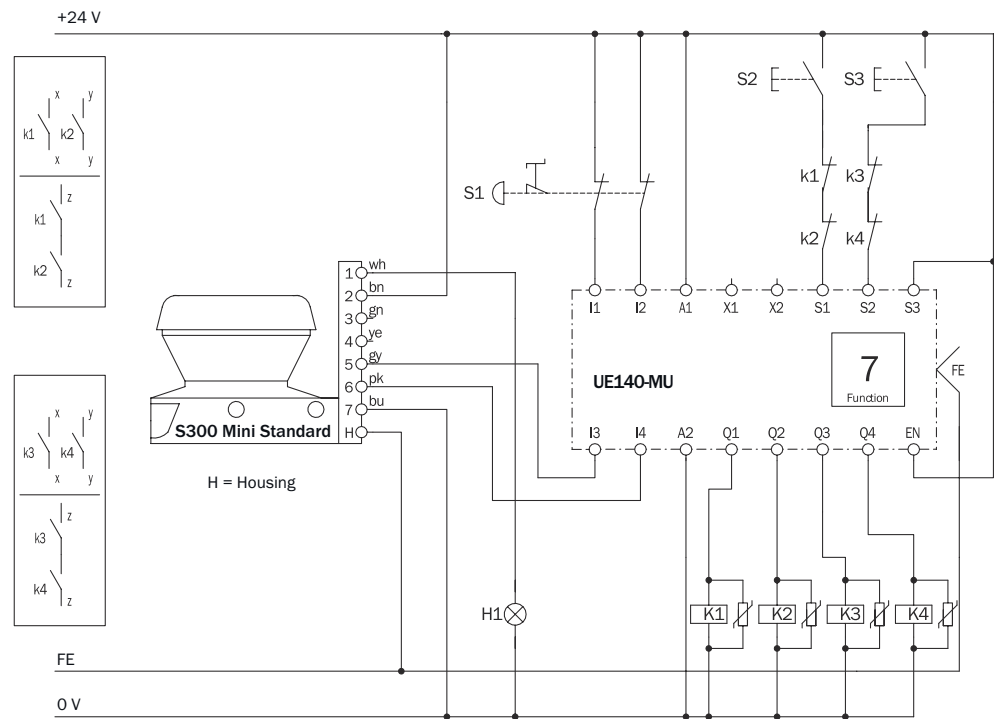 +24 V
x y
k1 k2
x y
z
k1
k2
z
x y
k3 k4
x y
z
k3
k4
z
S2 S3
k1 k3
k2 k4
S1
1 wh
2 bn
3 gn
4 ye
5 gy
6 pk
7 bu
H
S300 Mini Standard
H = Housing
I1 I2 A1 X1 X2 S1 S2 S3
UE140-MU
7
Function
FE
I3 I4 A2 Q1 Q2 Q3 Q4 EN
H1
K1 K2 K3 K4
FE
0 V